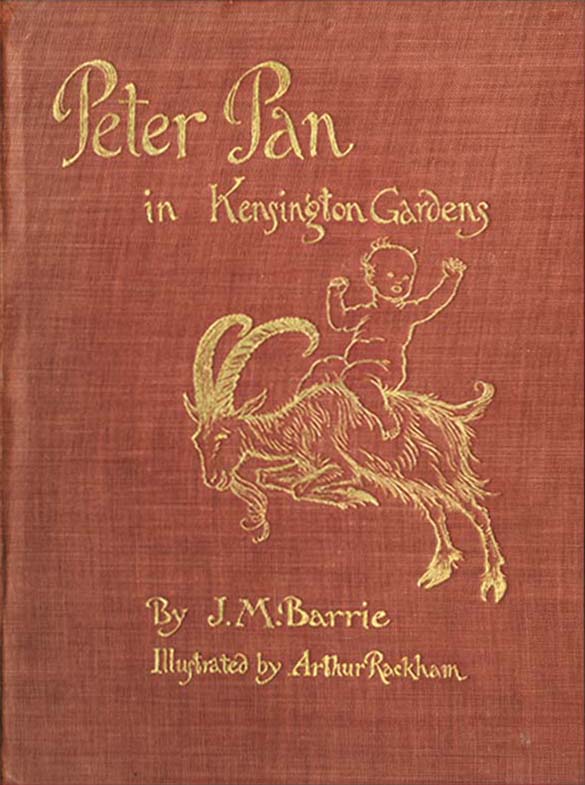 Peter Pan
in Kensington Gardens
By J. M. Barrie
Illustrated by Arthur Rackham